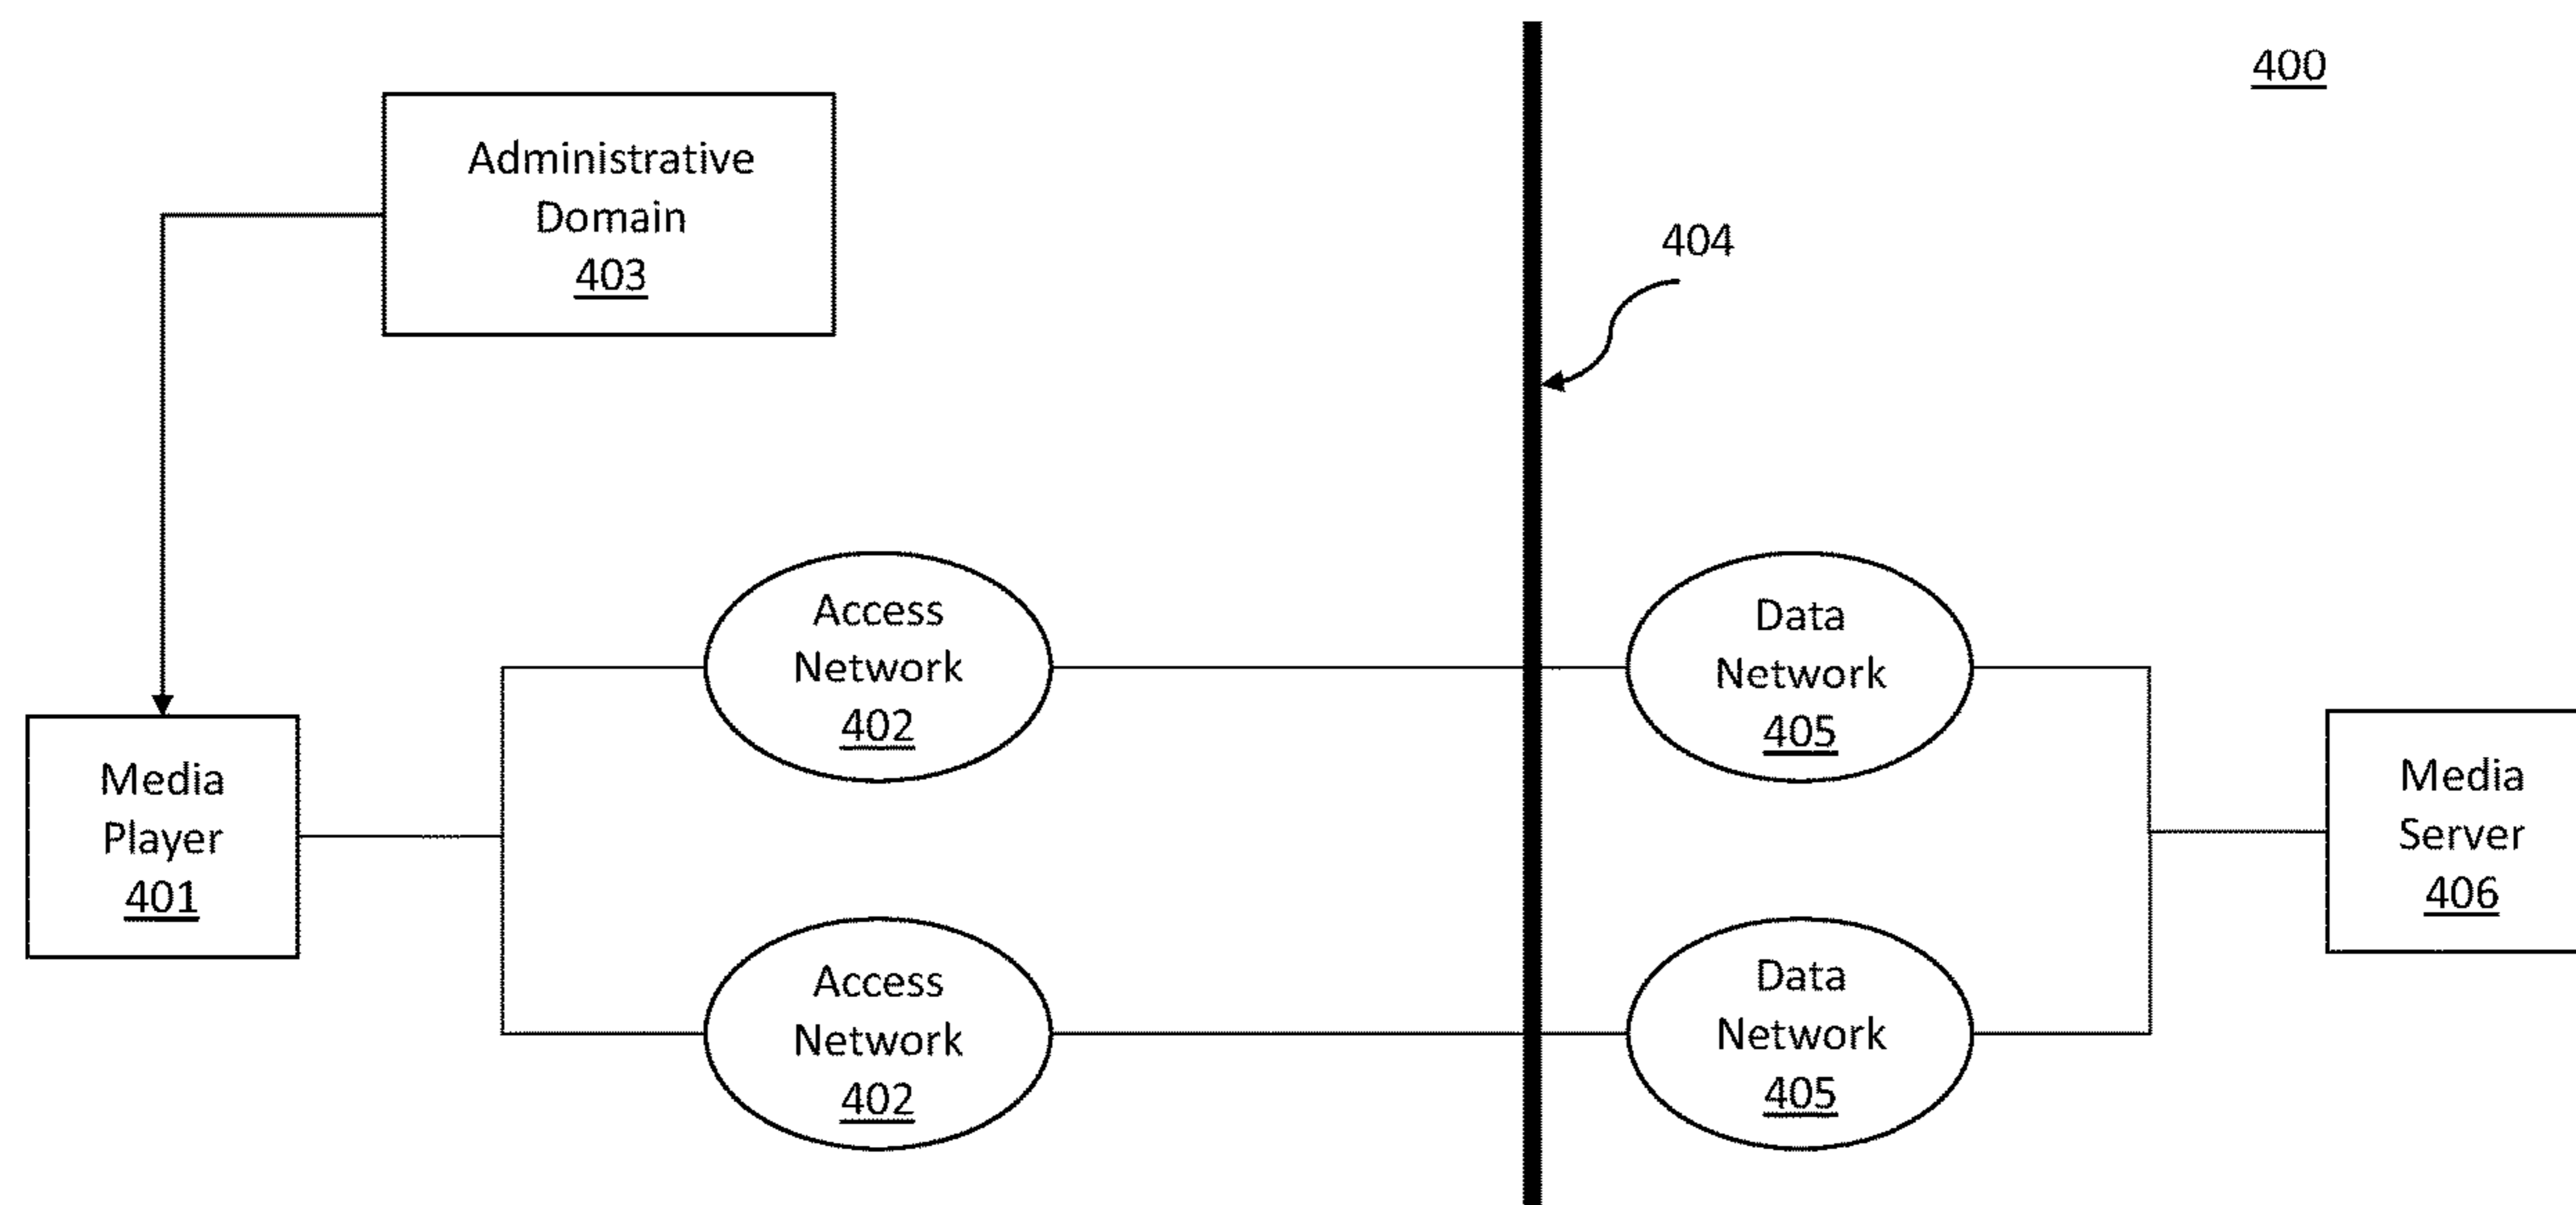 400
Administrative
Domain
403
404
Access
Network
402
Data
Network
405
Media
Player
401
Media
Server
406
Access
Network
402
Data
Network
405